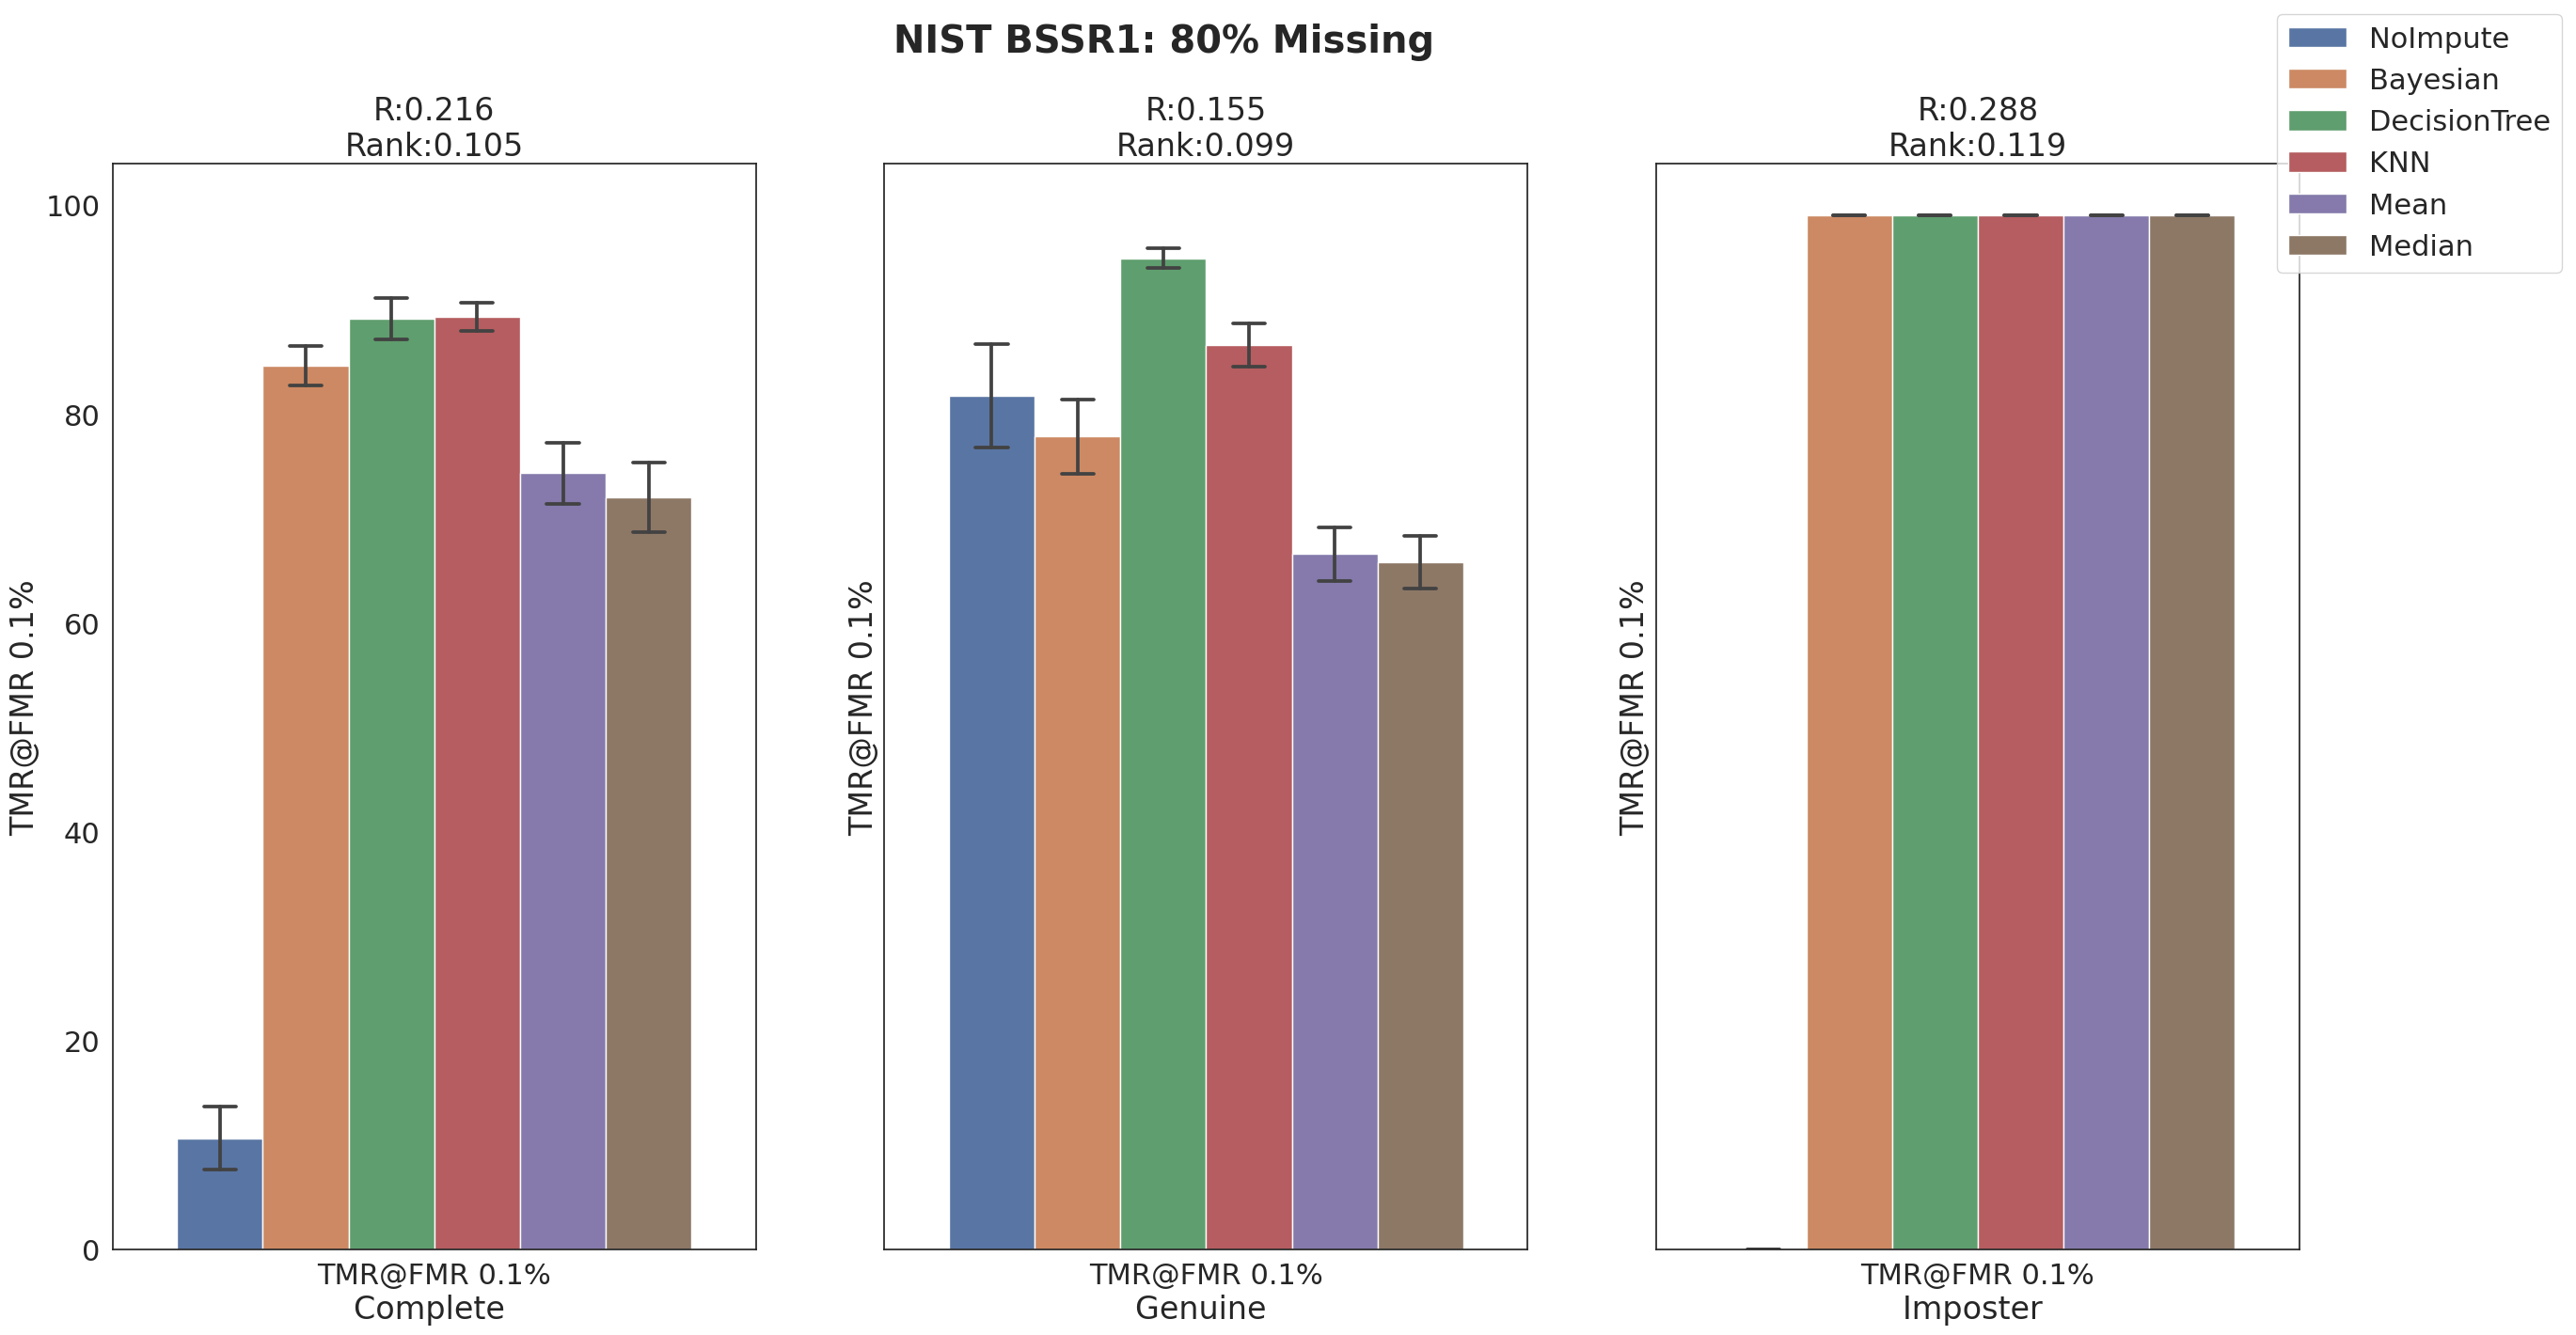 NIST BSSR1: 80% Missing
NoImpute
Bayesian
DecisionTree
KNN
Mean
Median
R:0.216
Rank:0.105
R:0.155
Rank:0.099
R:0.288
Rank:0.119
100
80
60
40
20
0
TMR@FMR 0.1%
TMR@FMR 0.1%
TMR@FMR 0.1%
TMR@FMR 0.1%
Complete
TMR@FMR 0.1%
Genuine
TMR@FMR 0.1%
Imposter